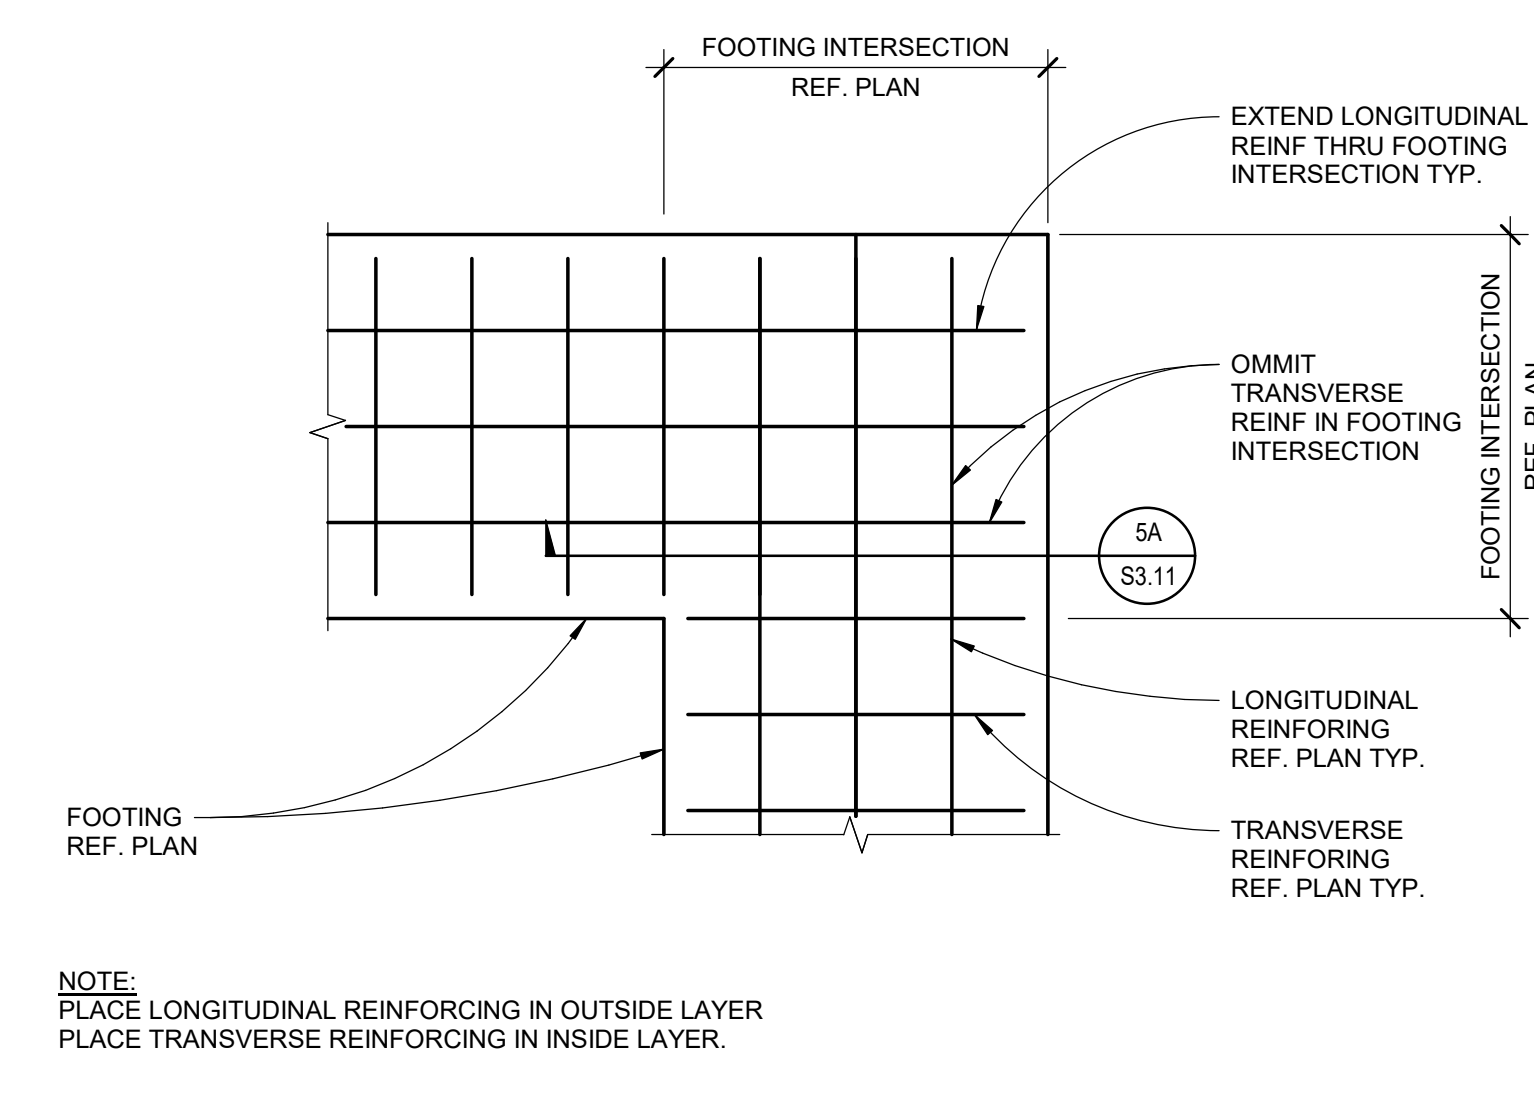 FOOTING INTERSECTION
REF. PLAN
EXTEND LONGITUDINAL
REINF THRU FOOTING
INTERSECTION TYP.
OMMIT
TRANSVERSE
REINF IN FOOTING
INTERSECTION
FOOTING INTERSECTION
REF. PLAN
5A
S3.11
LONGITUDINAL
REINFORING
REF. PLAN TYP.
TRANSVERSE
REINFORING
REF. PLAN TYP.
FOOTING
REF. PLAN
NOTE:
PLACE LONGITUDINAL REINFORCING IN OUTSIDE LAYER
PLACE TRANSVERSE REINFORCING IN INSIDE LAYER.